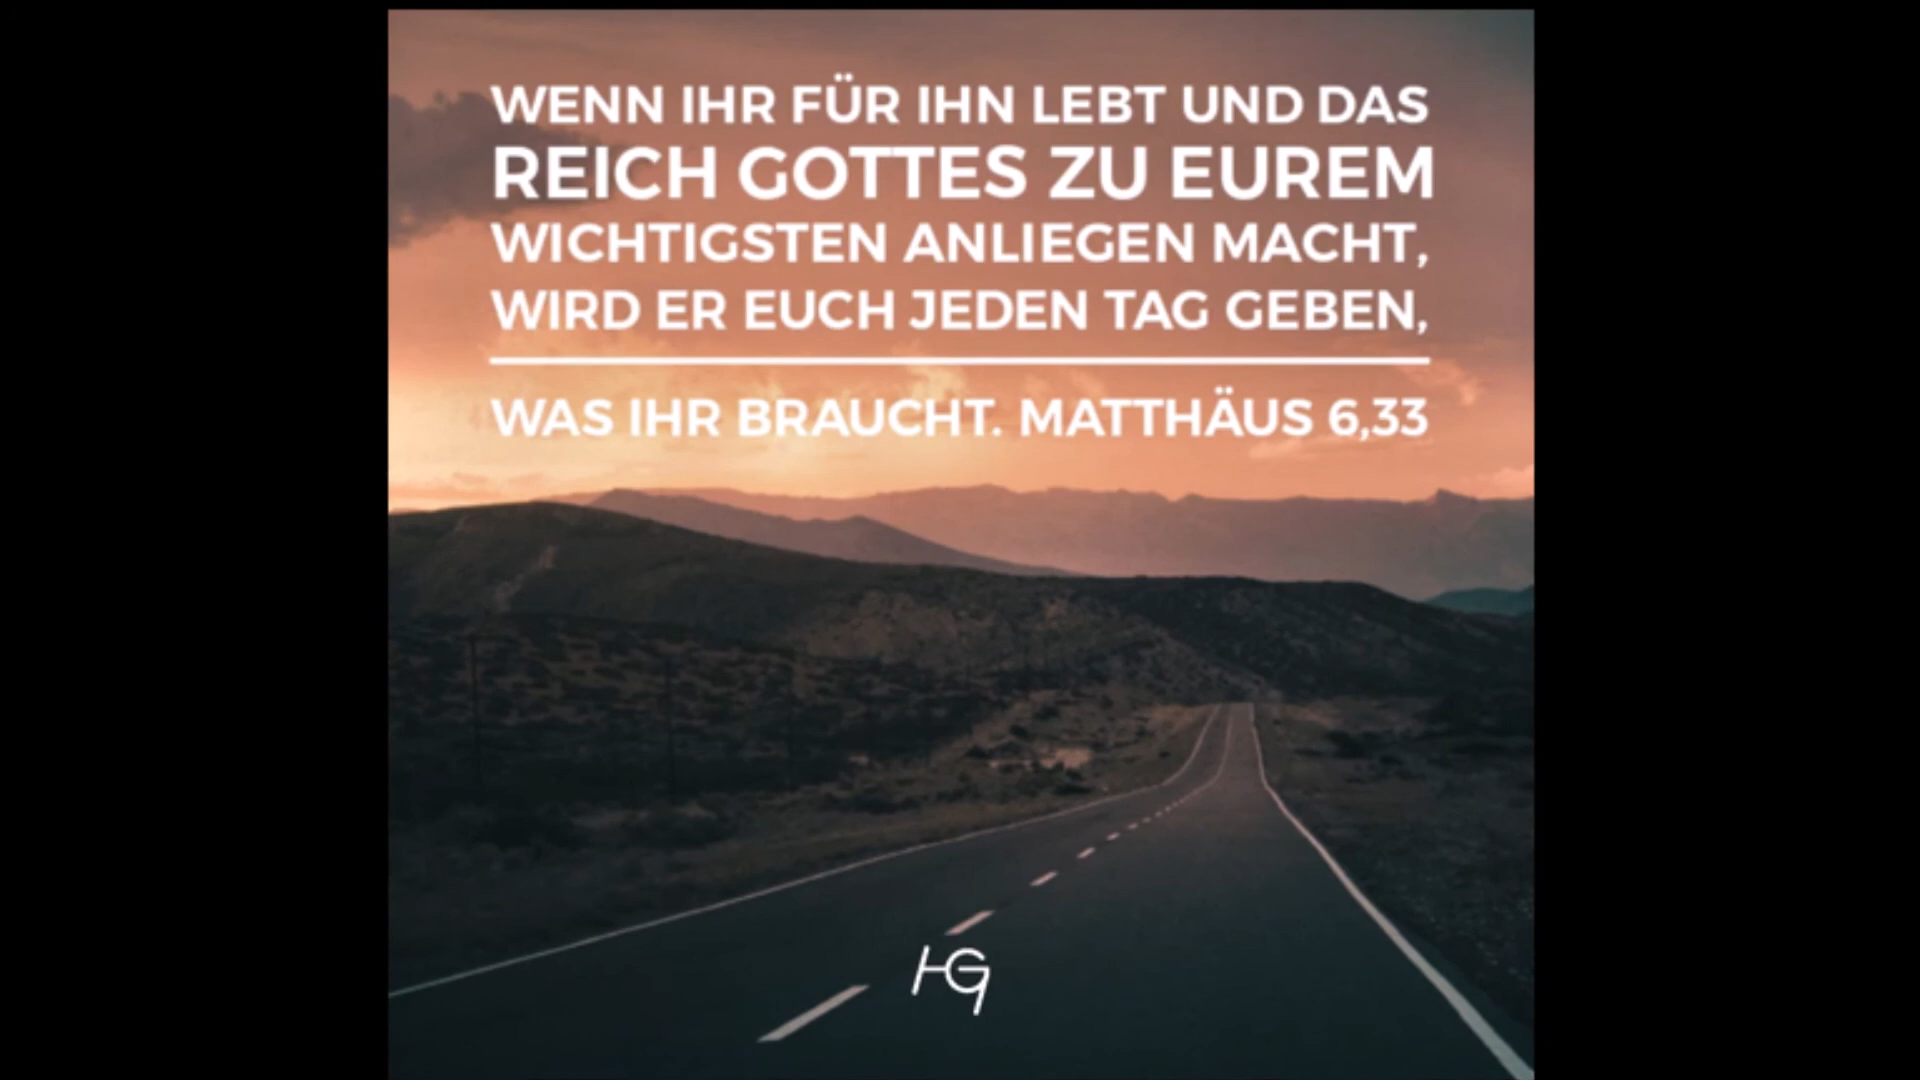 WENN IHR FÜR IHN LEBT UND DAS
REICH GOTTES ZU EUREM
WICHTIGSTEN ANLIEGEN MACHT,
WIRD ER EUCH JEDEN TAG GEBEN,
WAS IHR BRAUCHT. MATTHÄUS 6,33
HG